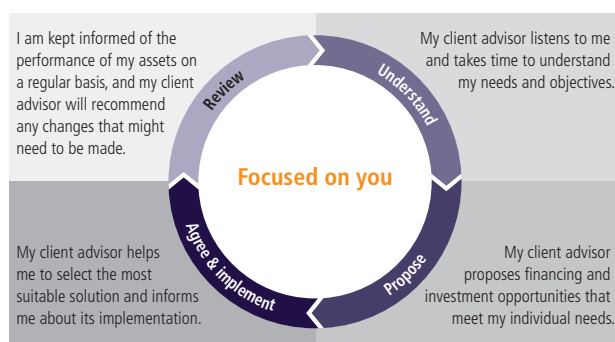 I am kept informed of the
performance of my assets on
a regular basis, and my client
advisor will recommend
any changes that might
need to be made.
My client advisor listens to me
and takes time to understand
my needs and objectives.
Review
Understand
Focused on you
Agree & implement
Propose
My client advisor helps
me to select the most
suitable solution and informs
me about its implementation.
My client advisor
proposes financing and
investment opportunities that
meet my individual needs.